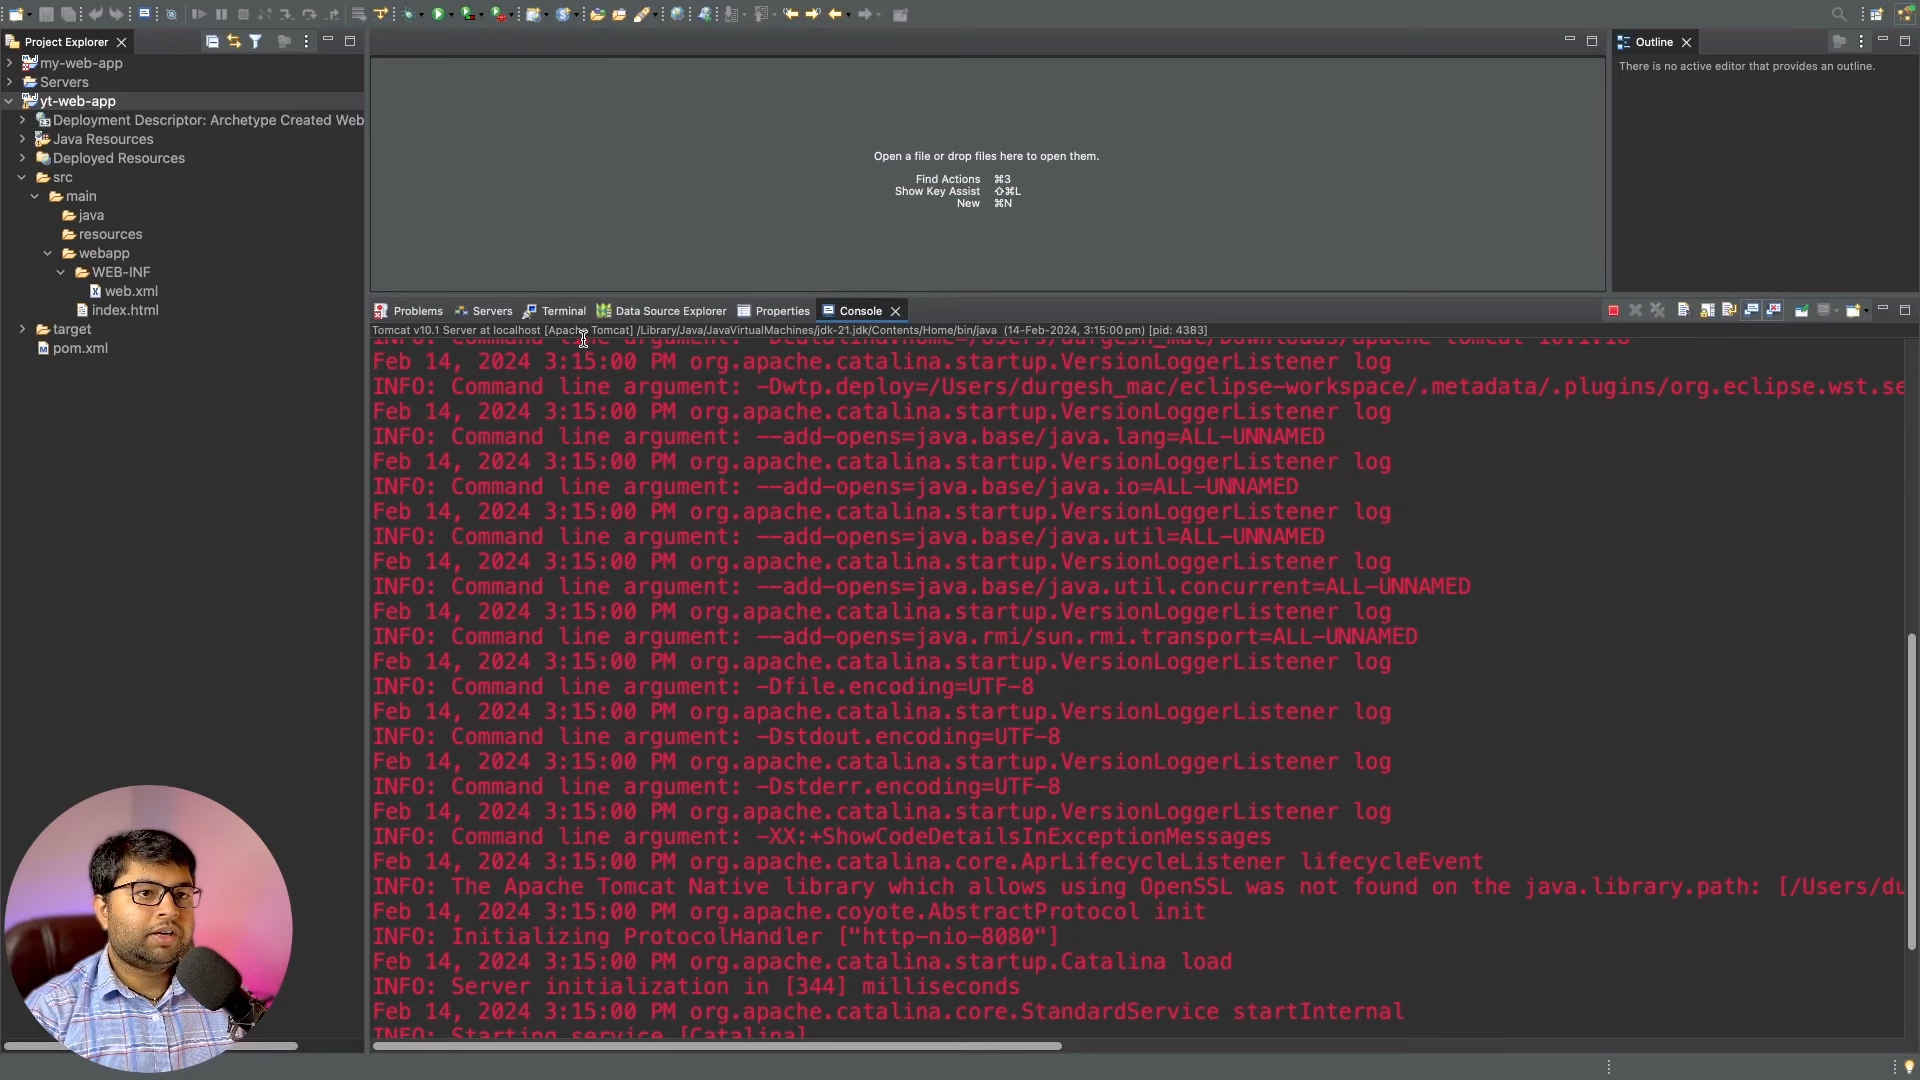 Project Explorer
my-web-app
Servers
yt-web-app
Deployment Descriptor: Archetype Created Web
Java Resources
Deployed Resources
src
main
java
resources
webapp
WEB-INF
web.xml
index.html
target
pom.xml
Open a file or drop files here to open them.
Find Actions ⌘3
Show Key Assist ⇧⌘L
New ⌘N
Outline
There is no active editor that provides an outline.
Problems Servers Terminal Data Source Explorer Properties Console
Tomcat v10.1 Server at localhost [Apache Tomcat] /Library/Java/JavaVirtualMachines/jdk-21.jdk/Contents/Home/bin/java (14-Feb-2024, 3:15:00 pm) [pid: 4383]
INFO: Command line argument: -Dcatalina.home=/Users/durgesh_mac/Downloads/apache-tomcat-10.1.18
Feb 14, 2024 3:15:00 PM org.apache.catalina.startup.VersionLoggerListener log
INFO: Command line argument: -Dwtp.deploy=/Users/durgesh_mac/eclipse-workspace/.metadata/.plugins/org.eclipse.wst.se
Feb 14, 2024 3:15:00 PM org.apache.catalina.startup.VersionLoggerListener log
INFO: Command line argument: --add-opens=java.base/java.lang=ALL-UNNAMED
Feb 14, 2024 3:15:00 PM org.apache.catalina.startup.VersionLoggerListener log
INFO: Command line argument: --add-opens=java.base/java.io=ALL-UNNAMED
Feb 14, 2024 3:15:00 PM org.apache.catalina.startup.VersionLoggerListener log
INFO: Command line argument: --add-opens=java.base/java.util=ALL-UNNAMED
Feb 14, 2024 3:15:00 PM org.apache.catalina.startup.VersionLoggerListener log
INFO: Command line argument: --add-opens=java.base/java.util.concurrent=ALL-UNNAMED
Feb 14, 2024 3:15:00 PM org.apache.catalina.startup.VersionLoggerListener log
INFO: Command line argument: --add-opens=java.rmi/sun.rmi.transport=ALL-UNNAMED
Feb 14, 2024 3:15:00 PM org.apache.catalina.startup.VersionLoggerListener log
INFO: Command line argument: -Dfile.encoding=UTF-8
Feb 14, 2024 3:15:00 PM org.apache.catalina.startup.VersionLoggerListener log
INFO: Command line argument: -Dstdout.encoding=UTF-8
Feb 14, 2024 3:15:00 PM org.apache.catalina.startup.VersionLoggerListener log
INFO: Command line argument: -Dstderr.encoding=UTF-8
Feb 14, 2024 3:15:00 PM org.apache.catalina.startup.VersionLoggerListener log
INFO: Command line argument: -XX:+ShowCodeDetailsInExceptionMessages
Feb 14, 2024 3:15:00 PM org.apache.catalina.core.AprLifecycleListener lifecycleEvent
INFO: The Apache Tomcat Native library which allows using OpenSSL was not found on the java.library.path: [/Users/du
Feb 14, 2024 3:15:00 PM org.apache.coyote.AbstractProtocol init
INFO: Initializing ProtocolHandler ["http-nio-8080"]
Feb 14, 2024 3:15:00 PM org.apache.catalina.startup.Catalina load
INFO: Server initialization in [344] milliseconds
Feb 14, 2024 3:15:00 PM org.apache.catalina.core.StandardService startInternal
INFO: Starting service [Catalina]